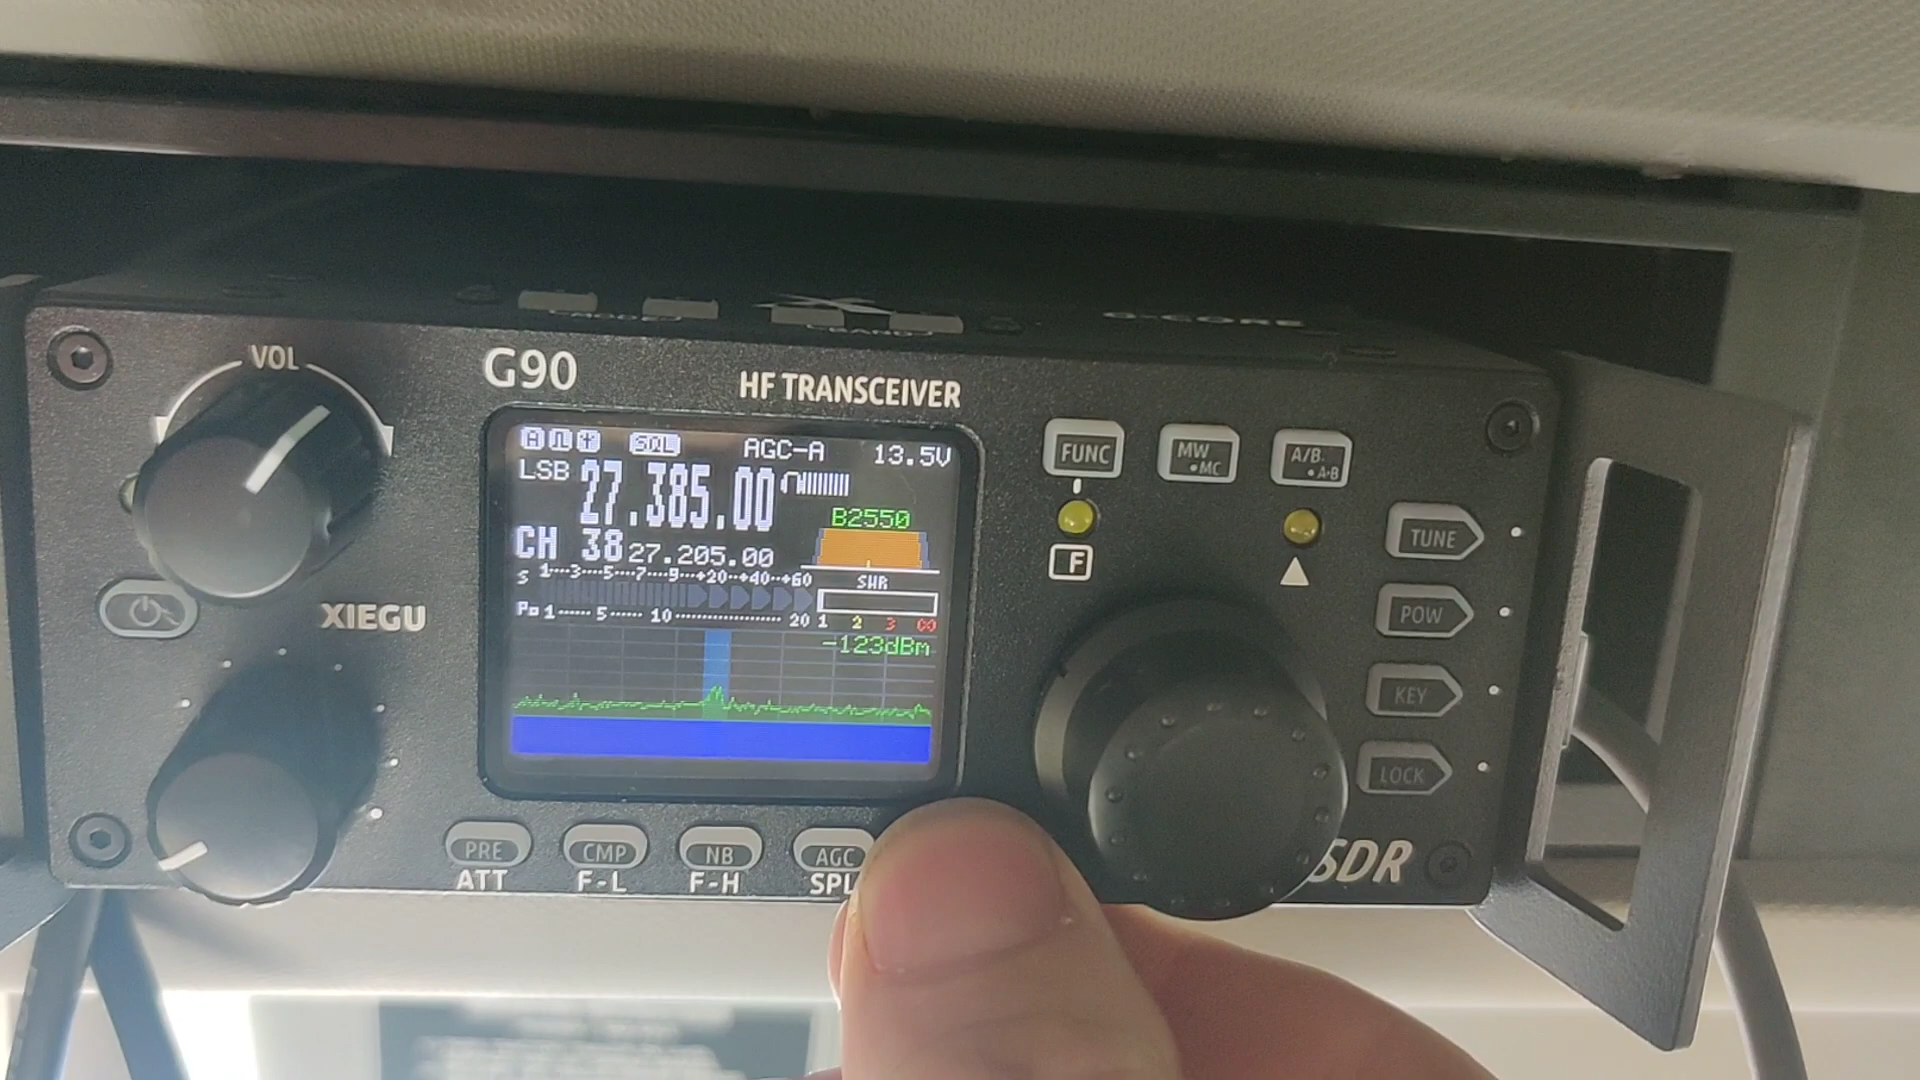 G-CORE
VOL
G90
HF TRANSCEIVER
SQL AGC-A 13.5V
LSB 27.385.00
B2550
CH 38 27.205.00
S 1 3 5 7 9 +20 +40 +60 SWR
Po 1 5 10 20 1 2 3 ∞
-123dBm
FUNC
MW
•MC
A/B
•A=B
F
TUNE
POW
KEY
LOCK
XIEGU
PRE CMP NB AGC
ATT F-L F-H SPL
SDR